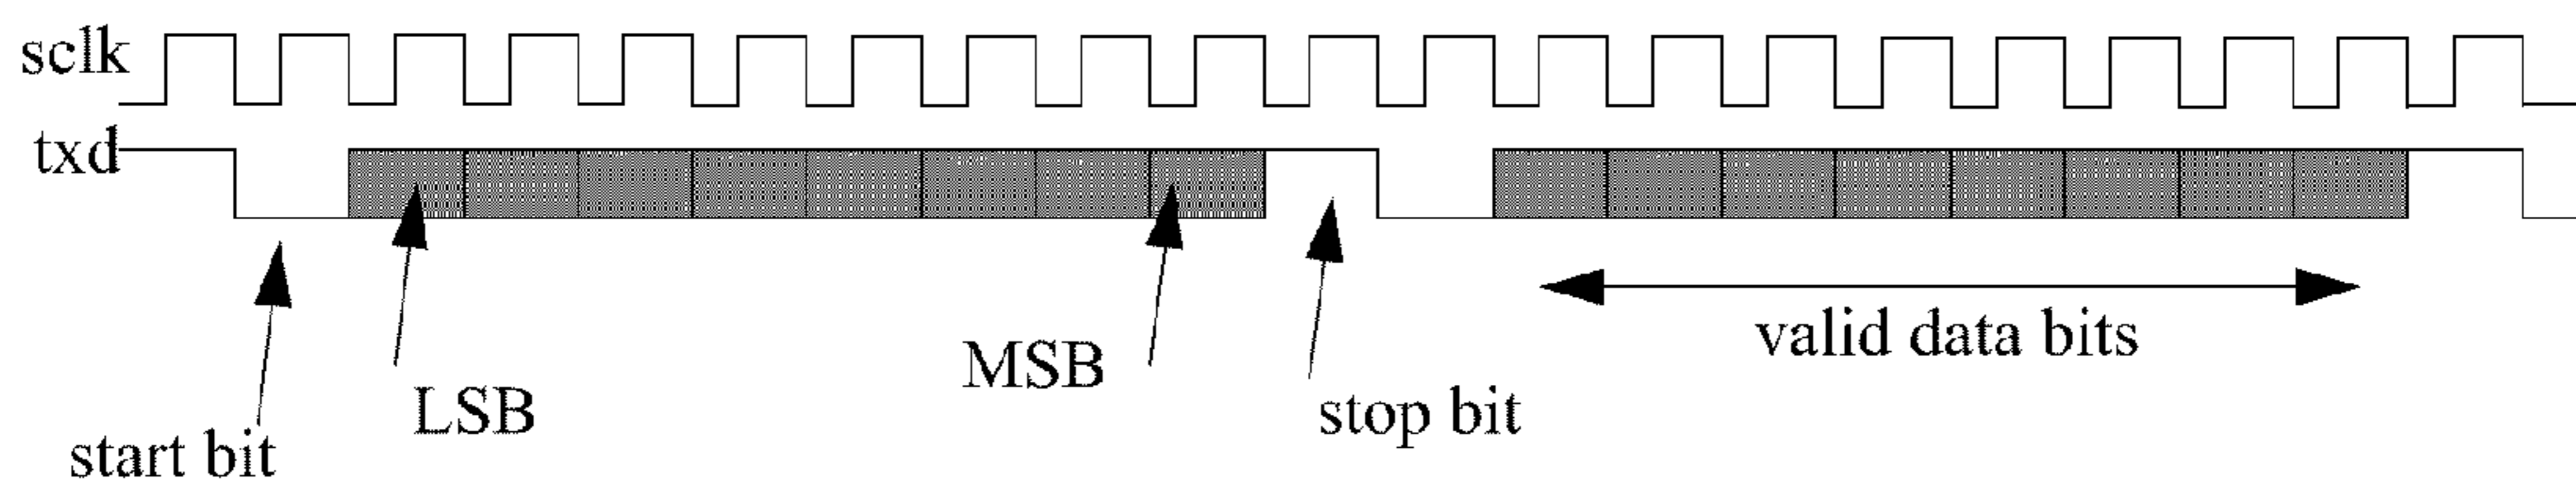 sclk
txd
start bit
LSB
MSB
stop bit
valid data bits